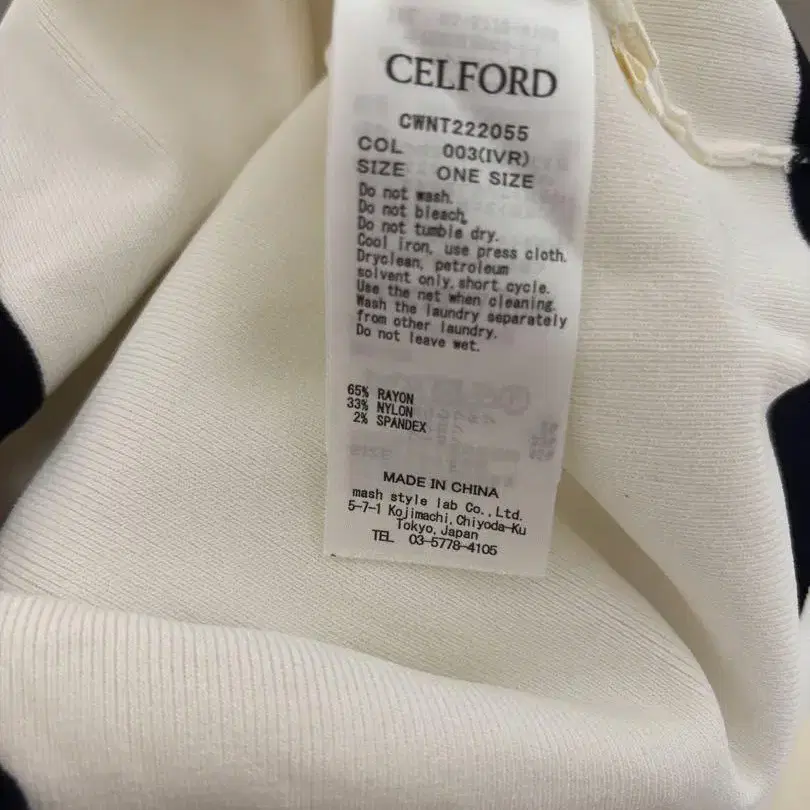 CELFORD
CWNT222055
COL 003(IVR)
SIZE ONE SIZE
Do not wash.
Do not bleach.
Do not tumble dry.
Cool iron, use press cloth.
Dryclean, petroleum
solvent only, short cycle.
Use the net when cleaning.
Wash the laundry separately
from other laundry.
Do not leave wet.
65% RAYON
33% NYLON
2% SPANDEX
MADE IN CHINA
mash style lab Co.,Ltd.
5-7-1 Kojimachi,Chiyoda-Ku
Tokyo,Japan
TEL 03-5778-4105